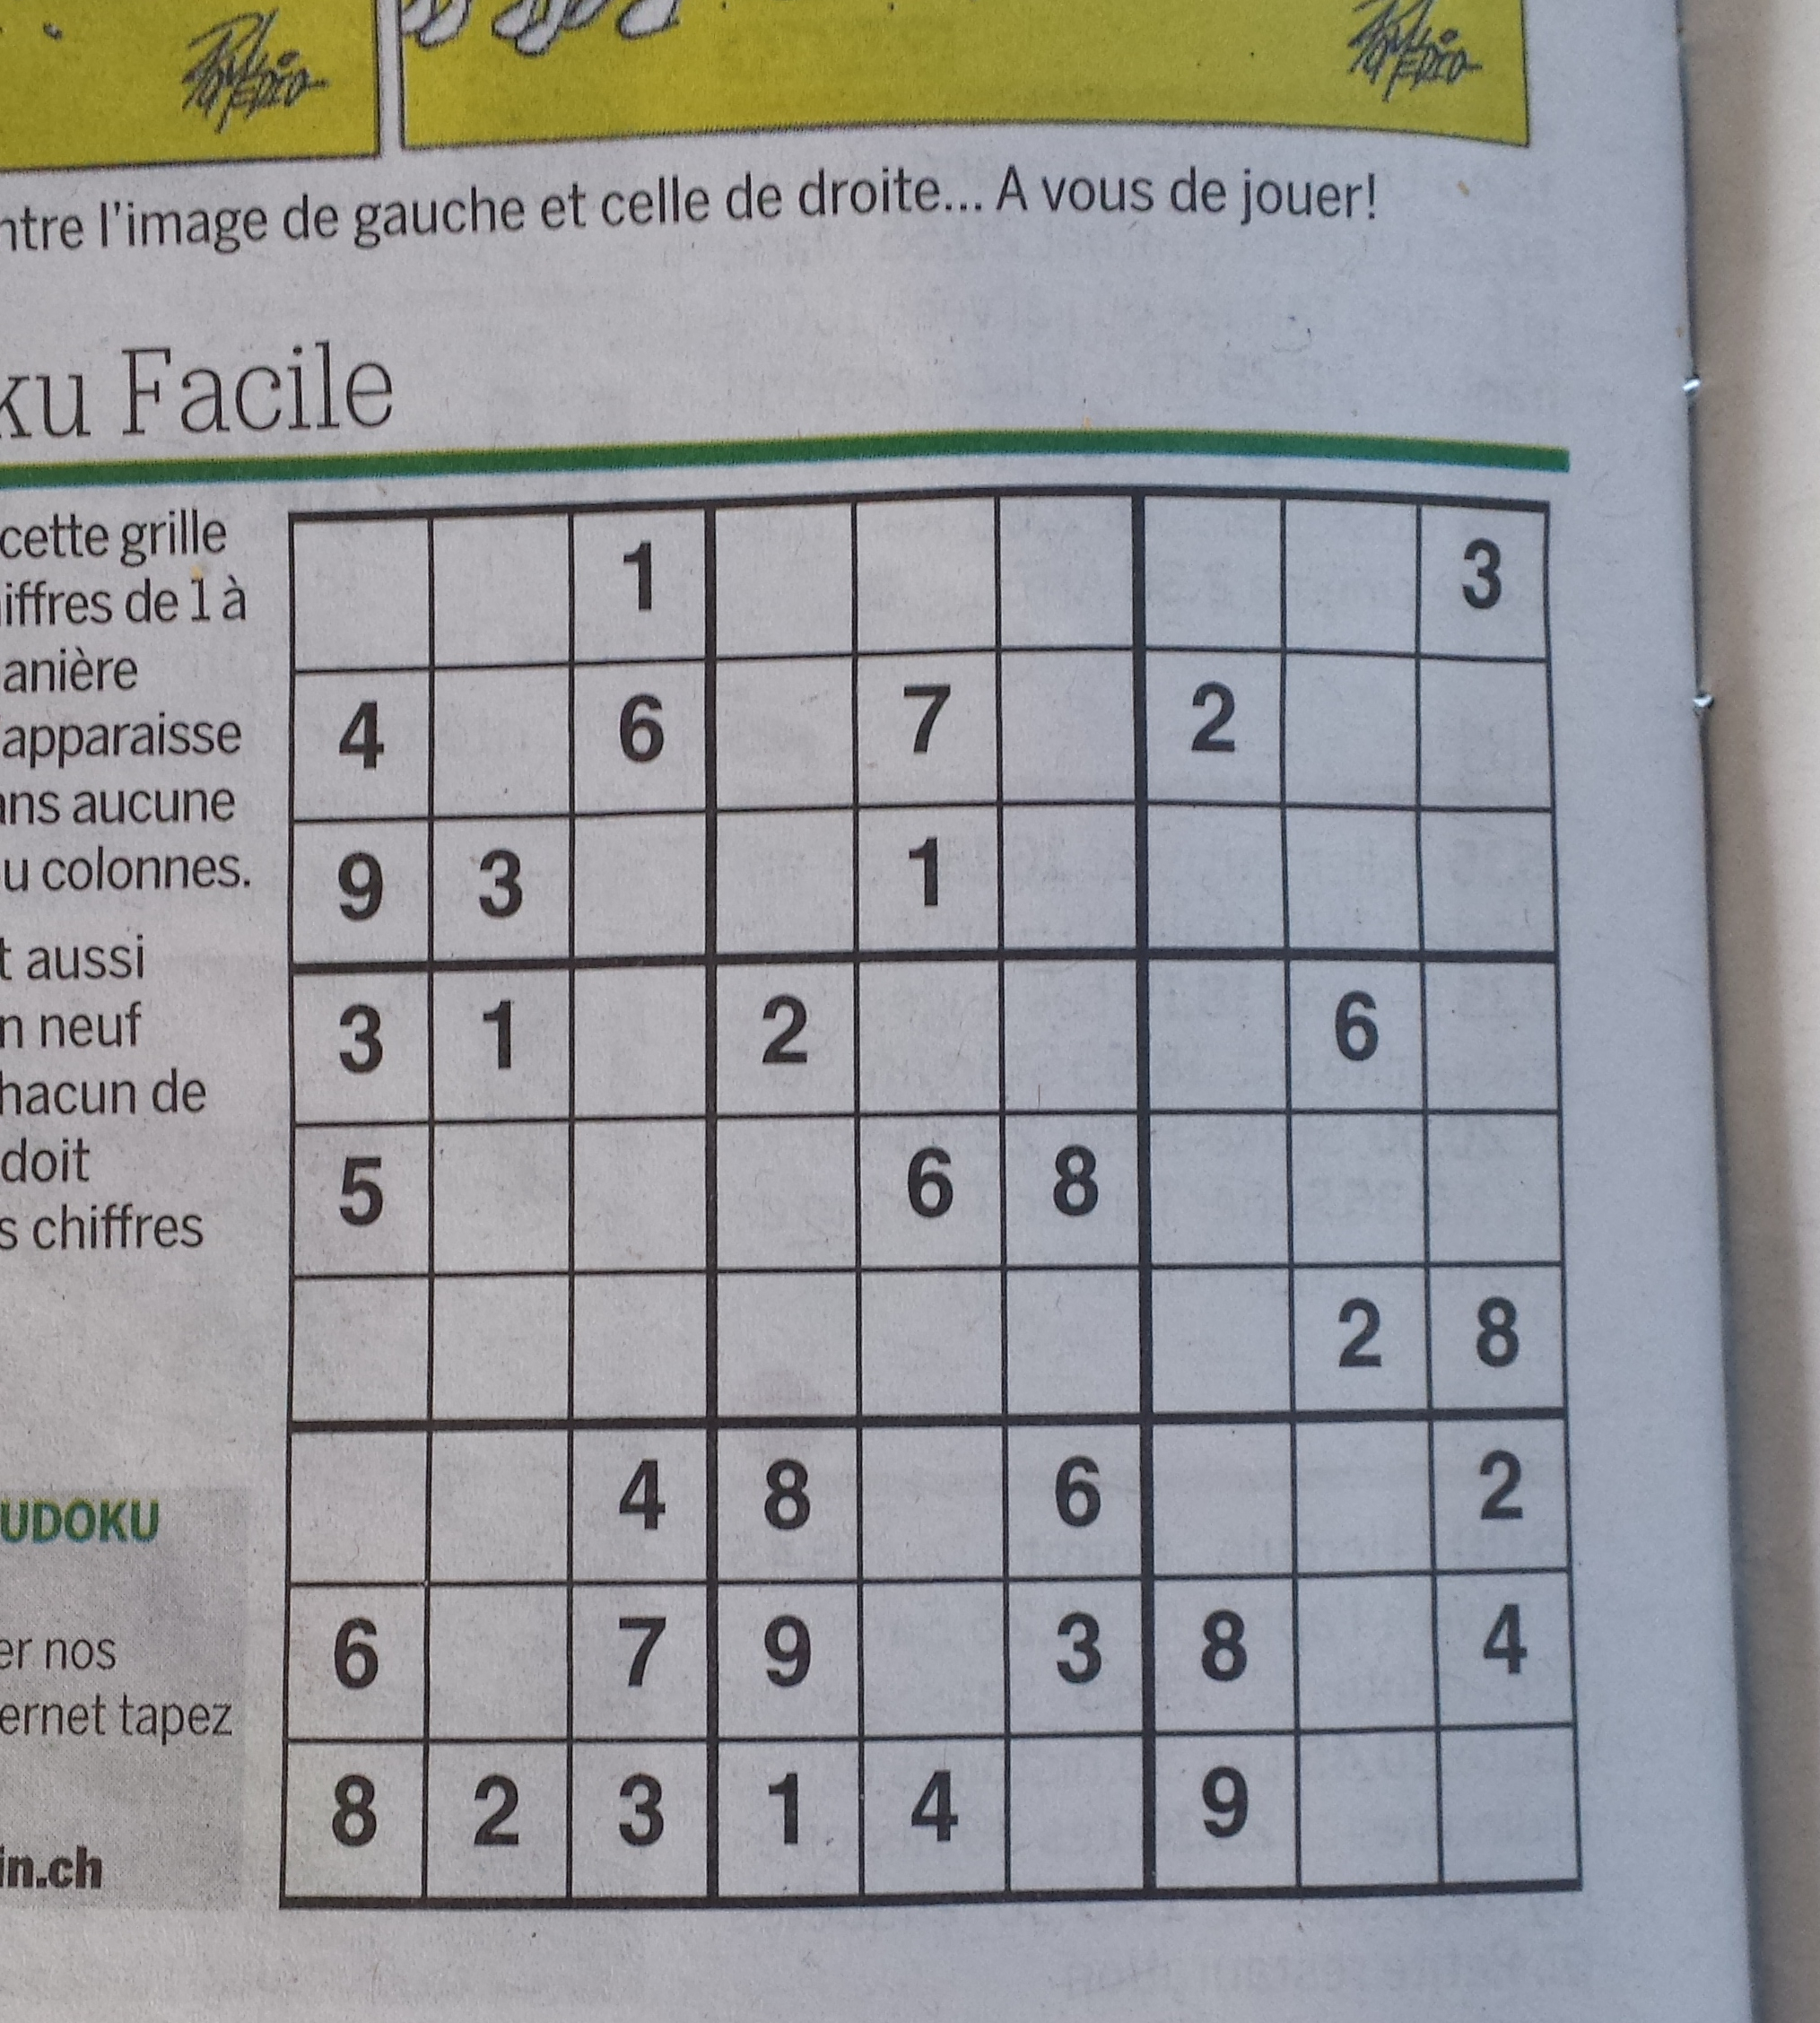 ntre l'image de gauche et celle de droite... A vous de jouer!
ku Facile
cette grille
iffres de 1 à
anière
apparaisse
ans aucune
u colonnes.
t aussi
n neuf
hacun de
doit
s chiffres
UDOKU
er nos
ernet tapez
in.ch
1 3
4 6 7 2
9 3 1
3 1 2 6
5 6 8
2 8
4 8 6 2
6 7 9 3 8 4
8 2 3 1 4 9